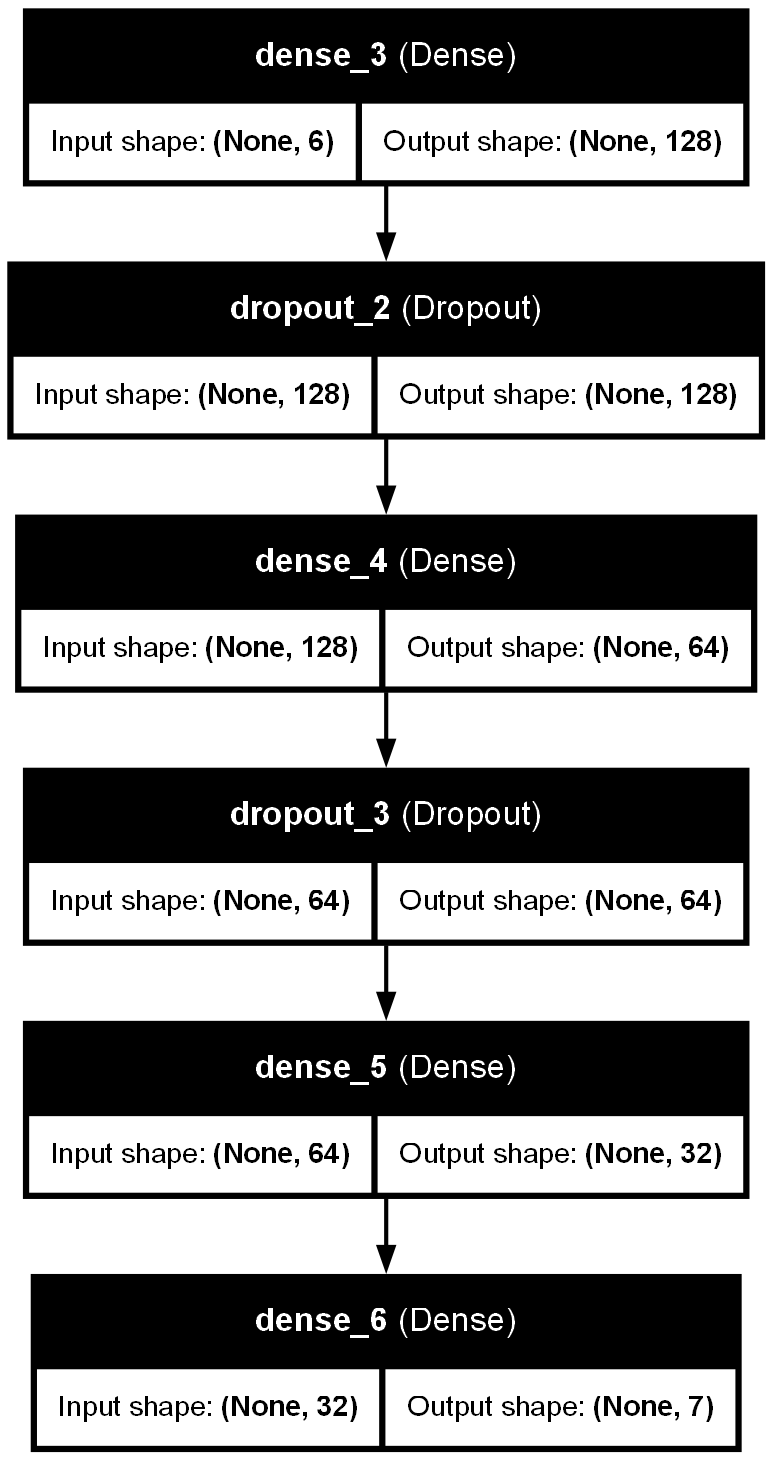 dense_3 (Dense)
Input shape: (None, 6) Output shape: (None, 128)
dropout_2 (Dropout)
Input shape: (None, 128) Output shape: (None, 128)
dense_4 (Dense)
Input shape: (None, 128) Output shape: (None, 64)
dropout_3 (Dropout)
Input shape: (None, 64) Output shape: (None, 64)
dense_5 (Dense)
Input shape: (None, 64) Output shape: (None, 32)
dense_6 (Dense)
Input shape: (None, 32) Output shape: (None, 7)